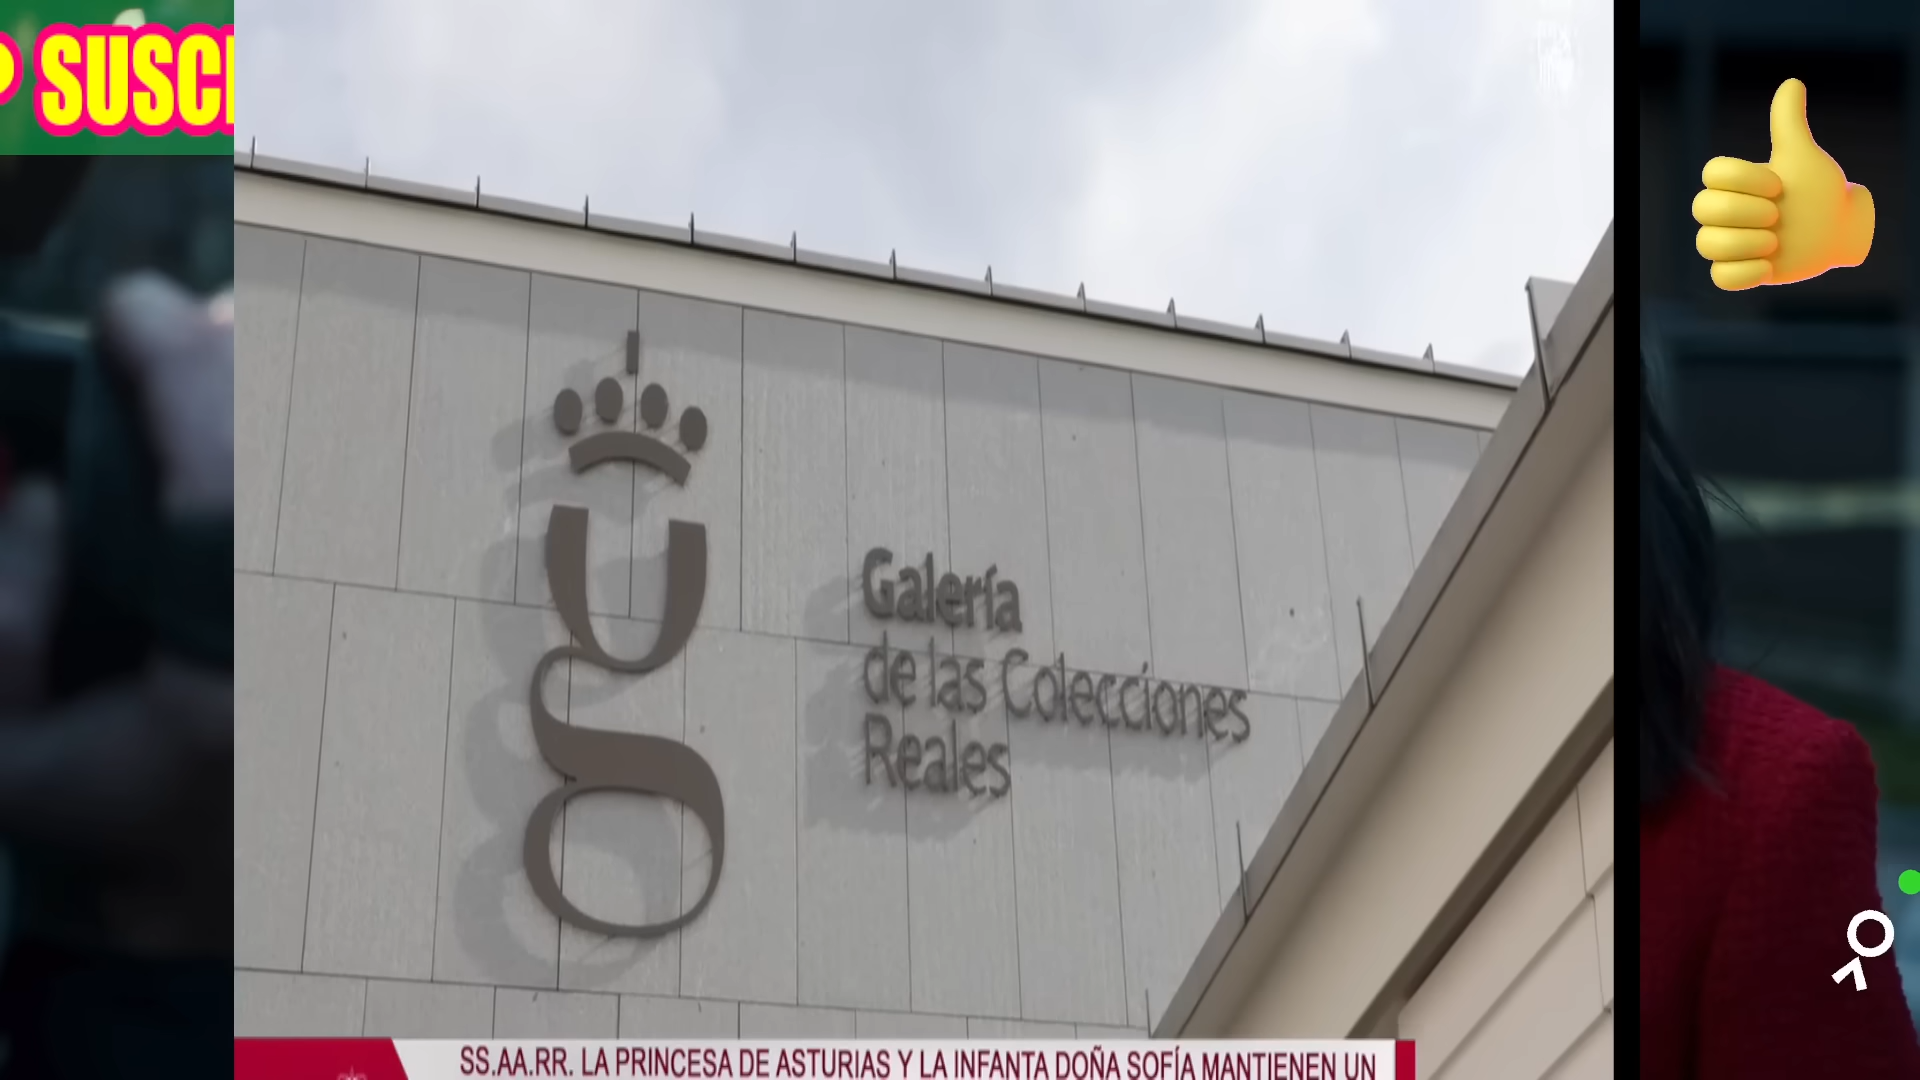 SUSC
Galería
de las Colecciones
Reales
SS.AA.RR. LA PRINCESA DE ASTURIAS Y LA INFANTA DOÑA SOFÍA MANTIENEN UN